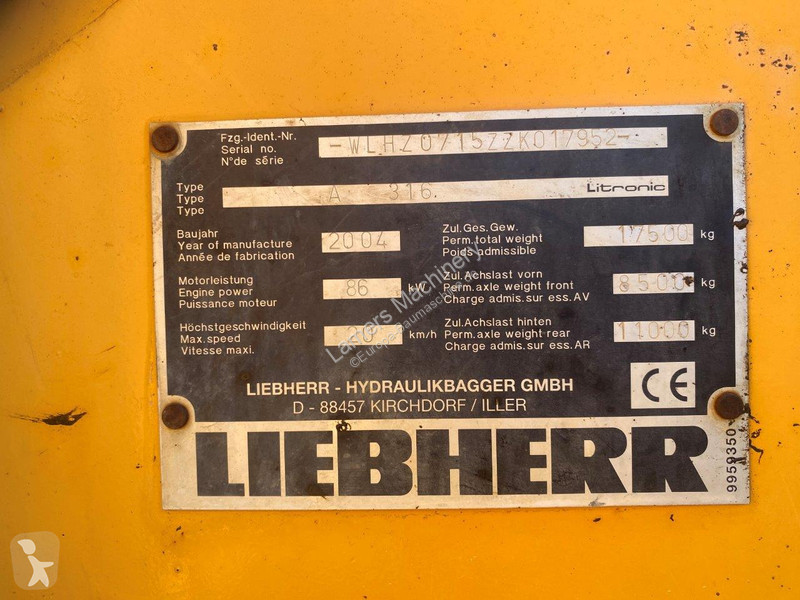 Fzg.-Ident.-Nr.
Serial no.
N°de série
-WLHZ0715ZZK017952-
Type
Type
Type
A 316
Litronic
Baujahr
Year of manufacture
Année de fabrication
2004
Zul.Ges.Gew.
Perm.total weight
Poids admissible
17500 kg
Motorleistung
Engine power
Puissance moteur
86 kW
Zul.Achslast vorn
Perm.axle weight front
Charge admis.sur ess.AV
8500 kg
Höchstgeschwindigkeit
Max.speed
Vitesse maxi.
20 km/h
Zul.Achslast hinten
Perm.axle weight rear
Charge admis.sur ess.AR
11000 kg
LIEBHERR - HYDRAULIKBAGGER GMBH
D - 88457 KIRCHDORF / ILLER
CE
LIEBHERR
9959350
Lasers Machinery